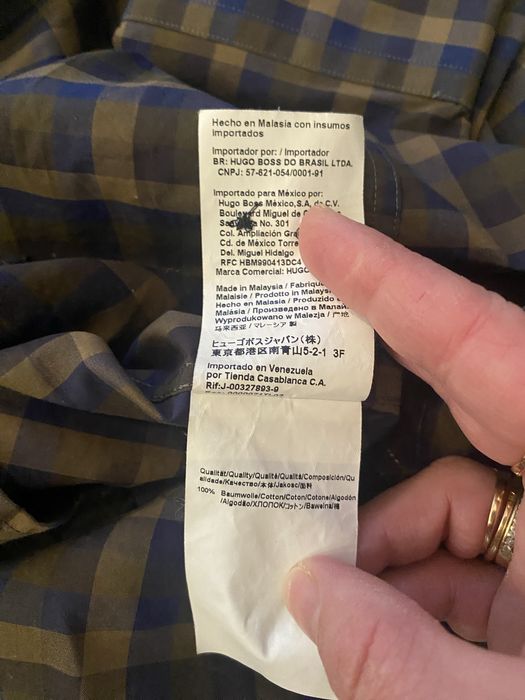 Hecho en Malasia con insumos
importados
Importador por: / Importador
BR: HUGO BOSS DO BRASIL LTDA.
CNPJ: 57-621-054/0001-91
Importado para México por:
Hugo Boss México,S.A, de C.V.
Boulevard Miguel de
No. 301
Col. Ampliación
Cd. de México
Del. Miguel Hidalgo
RFC HBM990413DC4
Marca Comercial: HUGO
Made in Malaysia /
Malaisie / Prodotto in
Hecho en Malasia / Produzido
Malásia / Произведено в
Wyprodukowano w Malezja / 产地
马来西亚 / マレーシア 製
ヒューゴボスジャパン(株)
東京都港区南青山5-2-1 3F
Importado en Venezuela
por Tienda Casablanca C.A.
Rif:J-00327893-9
Qualität/Quality/Qualité/Qualità/Composición/Qu
alidade/Качество/本体/Jakosc/面料
100% Baumwolle/Cotton/Coton/Cotone/Algodón
/Algodão/ХЛОПОК/コットン/Bawełna/棉